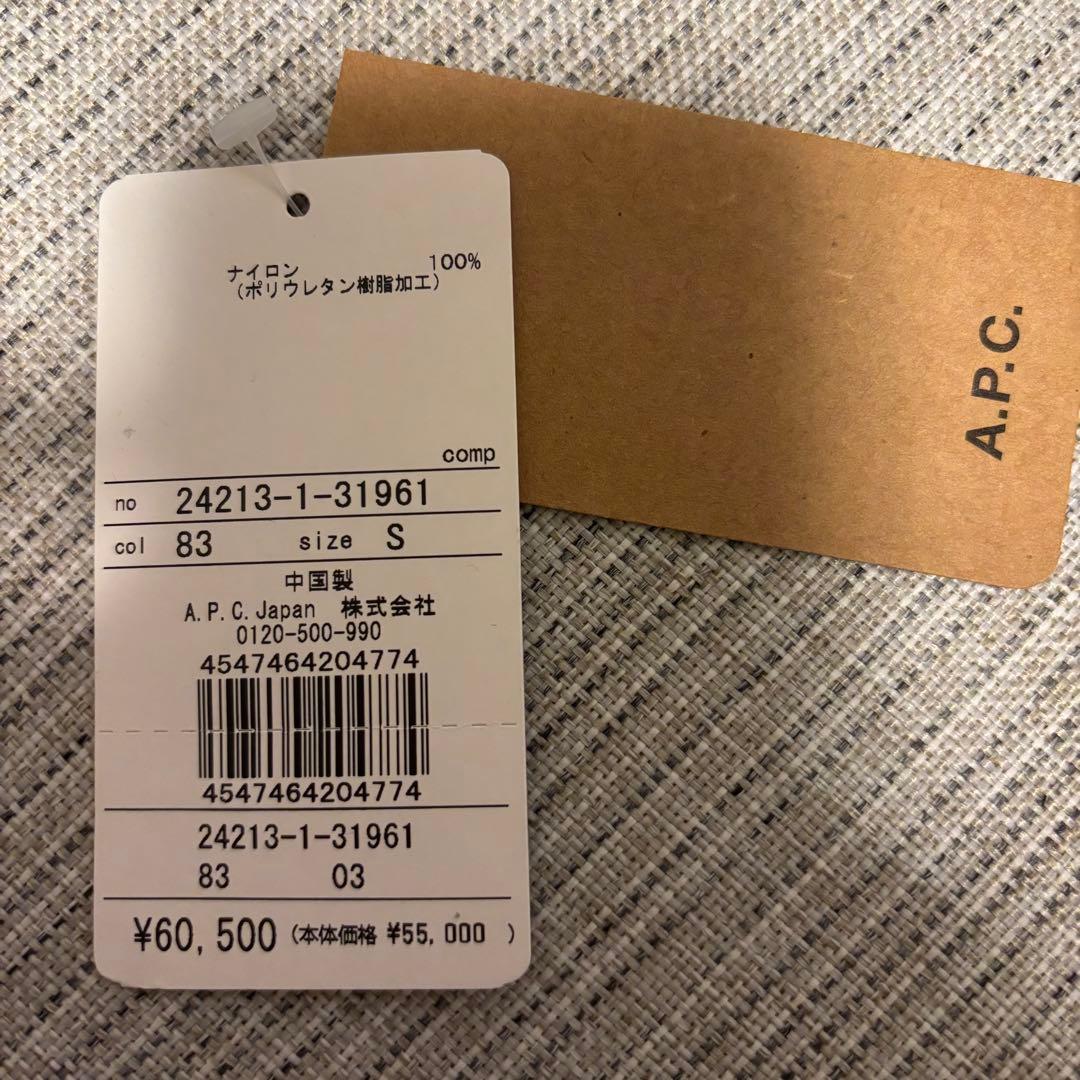 ナイロン 100%
(ポリウレタン樹脂加工)
comp
no 24213-1-31961
col 83 size S
中国製
A.P.C.Japan 株式会社
0120-500-990
4547464204774
4547464204774
24213-1-31961
83 03
¥60,500 (本体価格 ¥55,000 )
A.P.C.